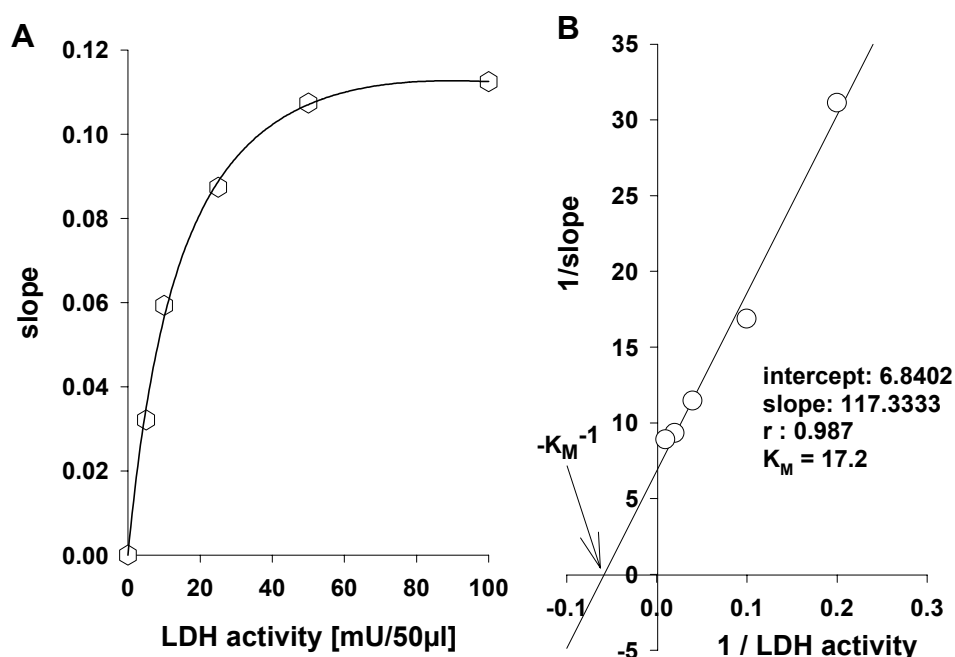 A
0.12
0.10
0.08
0.06
0.04
0.02
0.00
slope
0 20 40 60 80 100
LDH activity [mU/50µl]
B
35
30
25
20
15
10
5
0
-5
1/slope
intercept: 6.8402
slope: 117.3333
r : 0.987
K_M = 17.2
-K_M^-1
-0.1 0.0 0.1 0.2 0.3
1 / LDH activity